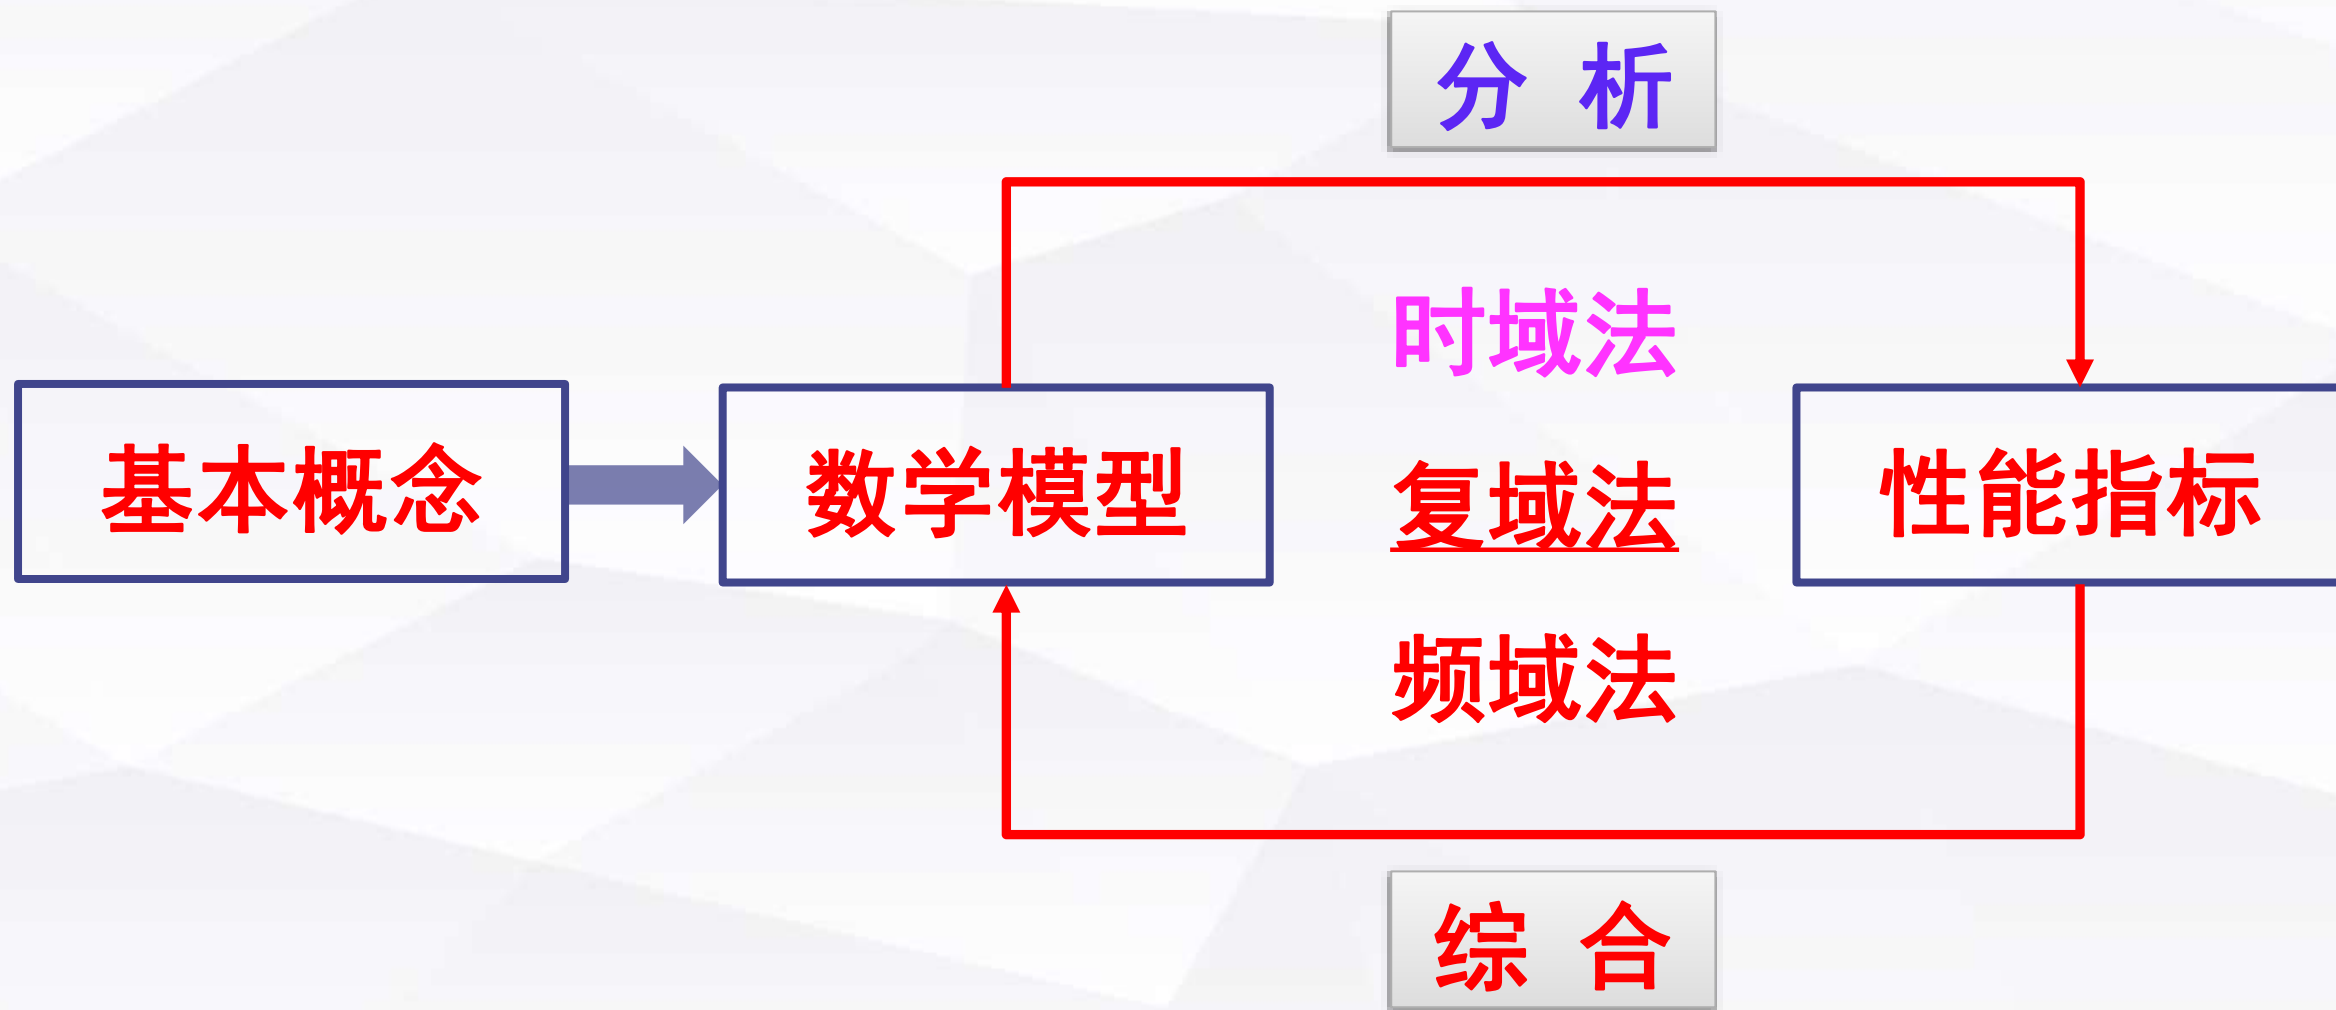 分 析
时域法
基本概念
数学模型
复域法
性能指标
频域法
综 合